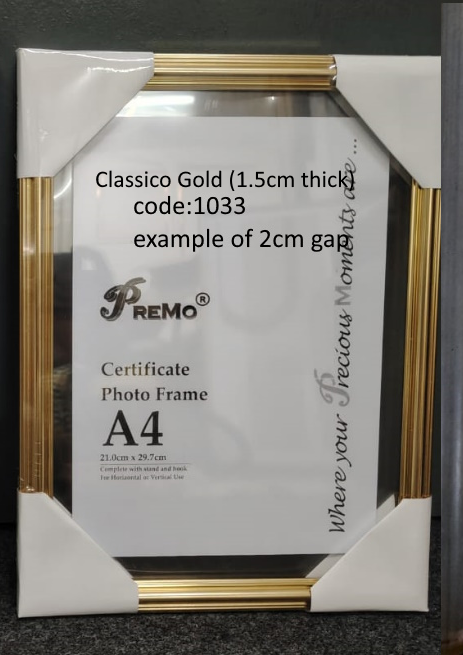 Classico Gold (1.5cm thick)
code:1033
example of 2cm gap
PREMO®
Certificate
Photo Frame
A4
21.0cm x 29.7cm
Complete with stand and hook
For Horizontal or Vertical Use
Where your Precious Moments are ...